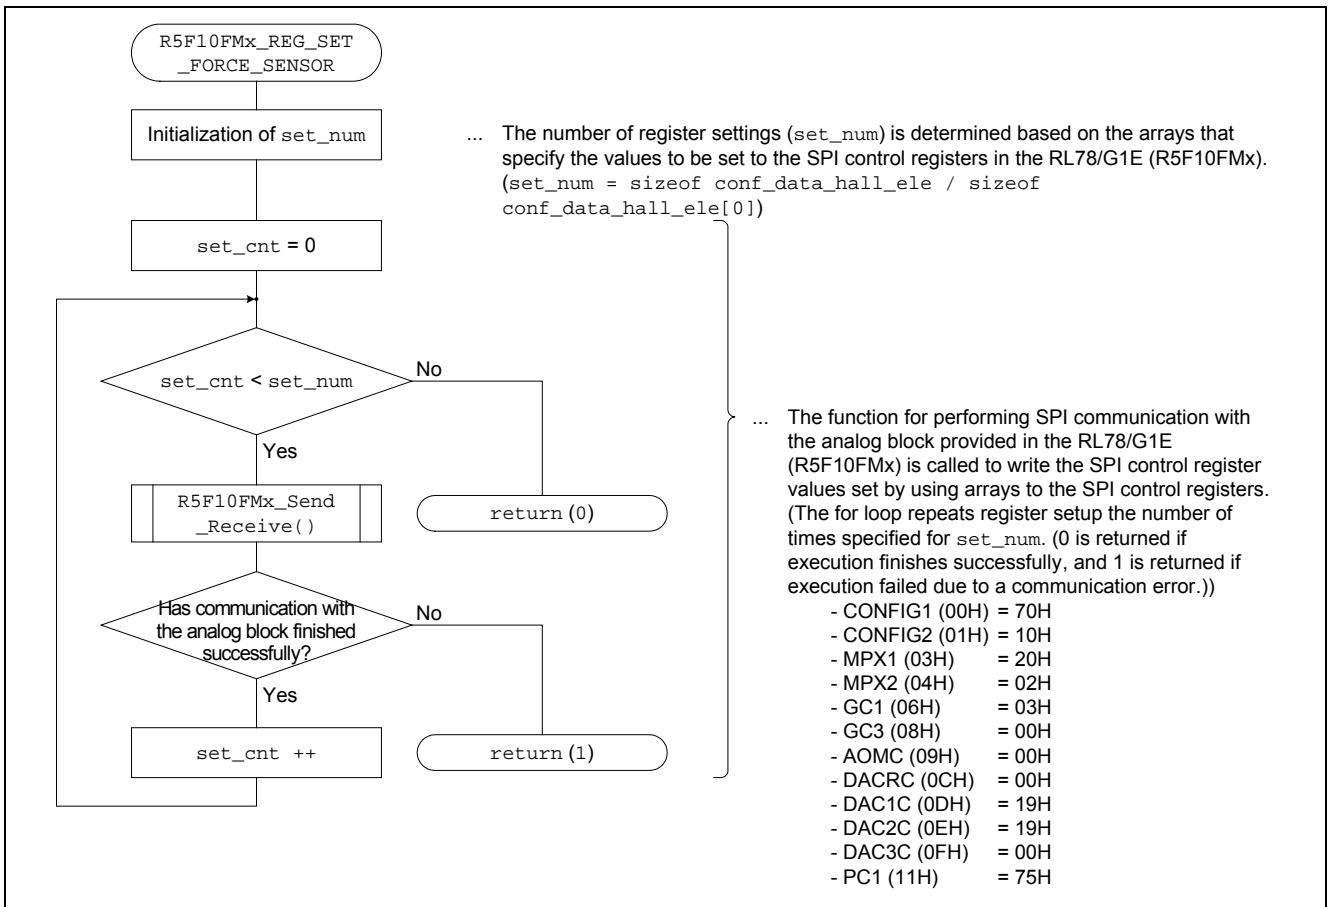 R5F10FMx_REG_SET
_FORCE_SENSOR
Initialization of set_num
... The number of register settings (set_num) is determined based on the arrays that
specify the values to be set to the SPI control registers in the RL78/G1E (R5F10FMx).
(set_num = sizeof conf_data_hall_ele / sizeof
conf_data_hall_ele[0])
set_cnt = 0
set_cnt < set_num
No
Yes
R5F10FMx_Send
_Receive()
return (0)
Has communication with
the analog block finished
successfully?
No
Yes
set_cnt ++
return (1)
... The function for performing SPI communication with
the analog block provided in the RL78/G1E
(R5F10FMx) is called to write the SPI control register
values set by using arrays to the SPI control registers.
(The for loop repeats register setup the number of
times specified for set_num. (0 is returned if
execution finishes successfully, and 1 is returned if
execution failed due to a communication error.))
- CONFIG1 (00H) = 70H
- CONFIG2 (01H) = 10H
- MPX1 (03H) = 20H
- MPX2 (04H) = 02H
- GC1 (06H) = 03H
- GC3 (08H) = 00H
- AOMC (09H) = 00H
- DACRC (0CH) = 00H
- DAC1C (0DH) = 19H
- DAC2C (0EH) = 19H
- DAC3C (0FH) = 00H
- PC1 (11H) = 75H